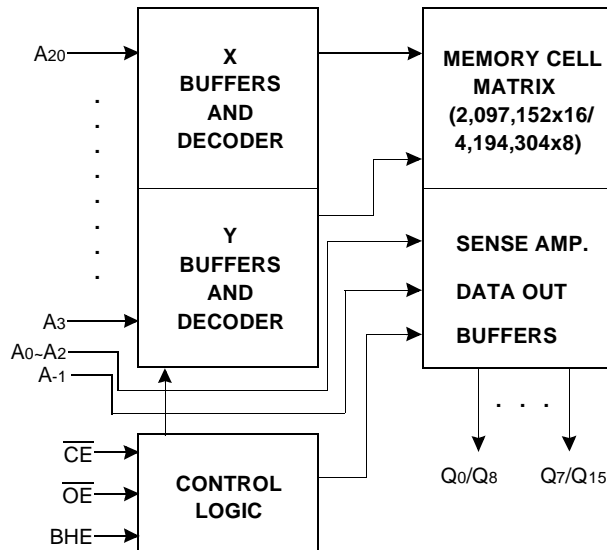 A20
X
BUFFERS
AND
DECODER
MEMORY CELL
MATRIX
(2,097,152x16/
4,194,304x8)
Y
BUFFERS
AND
DECODER
SENSE AMP.
DATA OUT
BUFFERS
A3
A0~A2
A-1
CE
OE
BHE
CONTROL
LOGIC
Q0/Q8
Q7/Q15